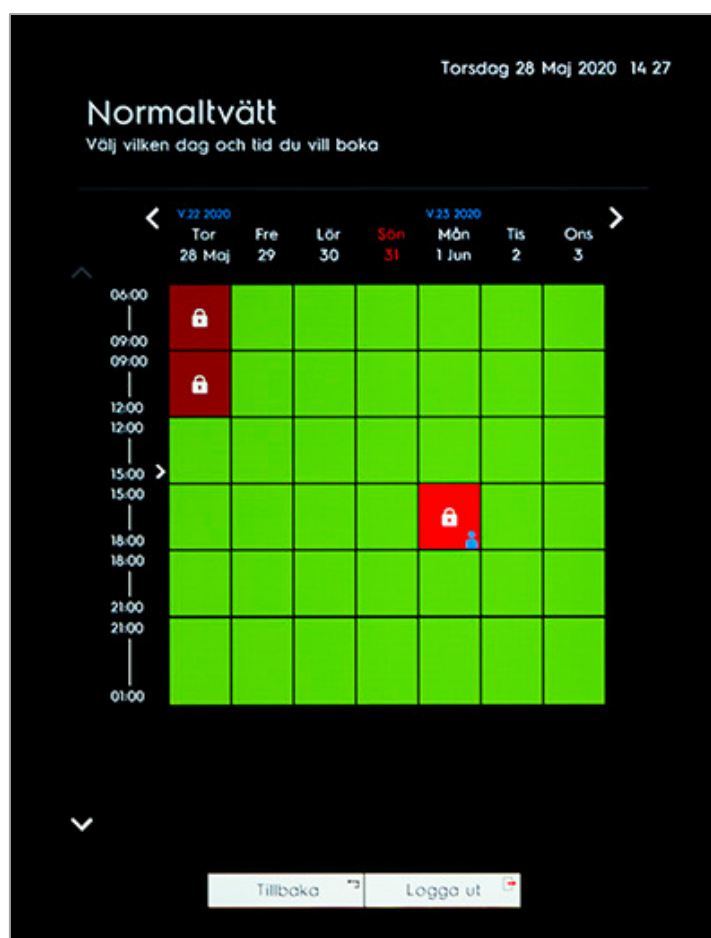 Torsdag 28 Maj 2020 14 27
Normaltvätt
Välj vilken dag och tid du vill boka
V.22 2020 V.23 2020
Tor Fre Lör Sön Mån Tis Ons
28 Maj 29 30 31 1 Jun 2 3
06:00
09:00
09:00
12:00
12:00
15:00
15:00
18:00
18:00
21:00
21:00
01:00
Tillbaka Logga ut